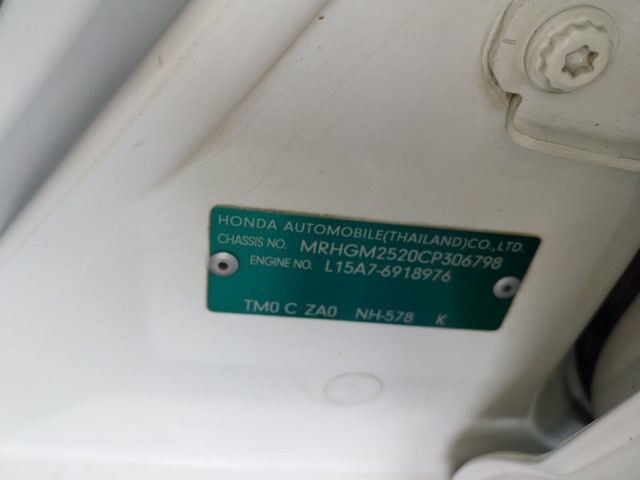 HONDA AUTOMOBILE(THAILAND)CO.,LTD.
CHASSIS NO. MRHGM2520CP306798
ENGINE NO. L15A7-6918976
TM0 C ZA0 NH-578 K